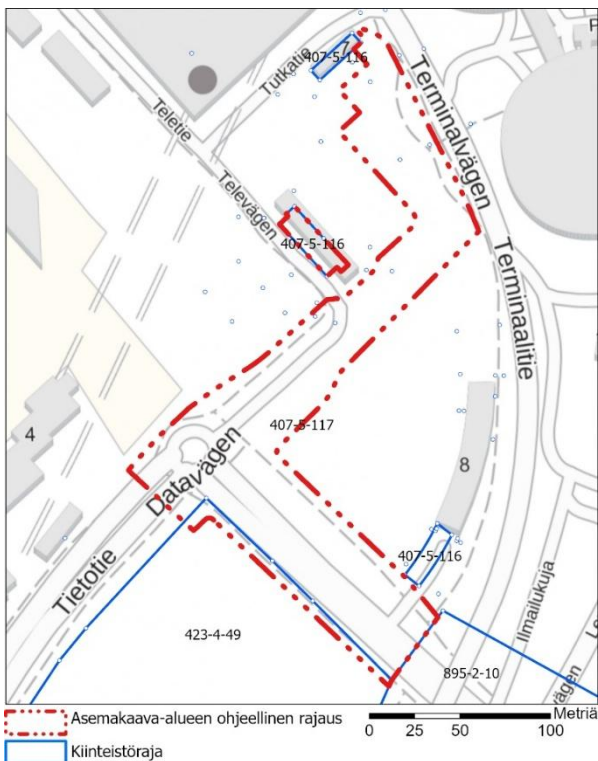 407-5-116
7
Tutkatie
Terminalvägen
Teletie
Televägen
407-5-116
Terminaalitie
407-5-117
4
8
Datavägen
407-5-116
Tietotie
Ilmailukuja
423-4-49
895-2-10
vägen
Asemakaava-alueen ohjeellinen rajaus
Metriä
0 25 50 100
Kiinteistöraja